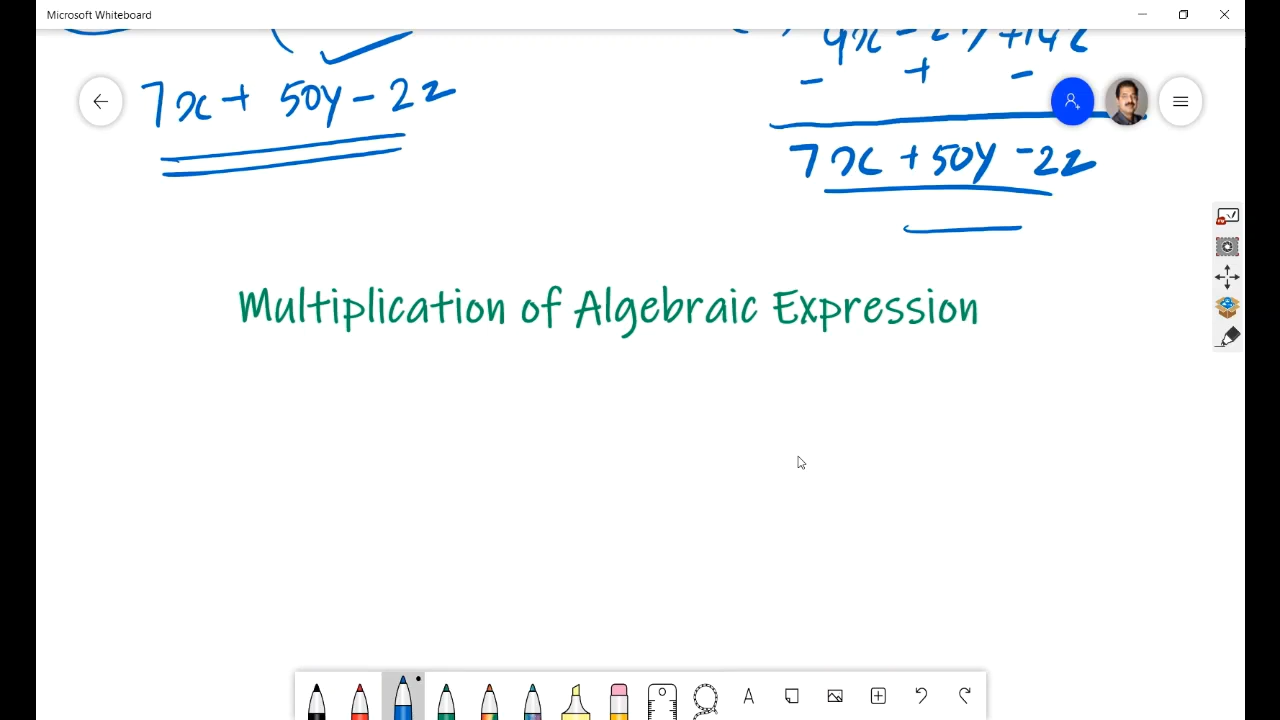 Microsoft Whiteboard
7x + 50y - 2z
- + -
7x + 50y - 2z
Multiplication of Algebraic Expression
A